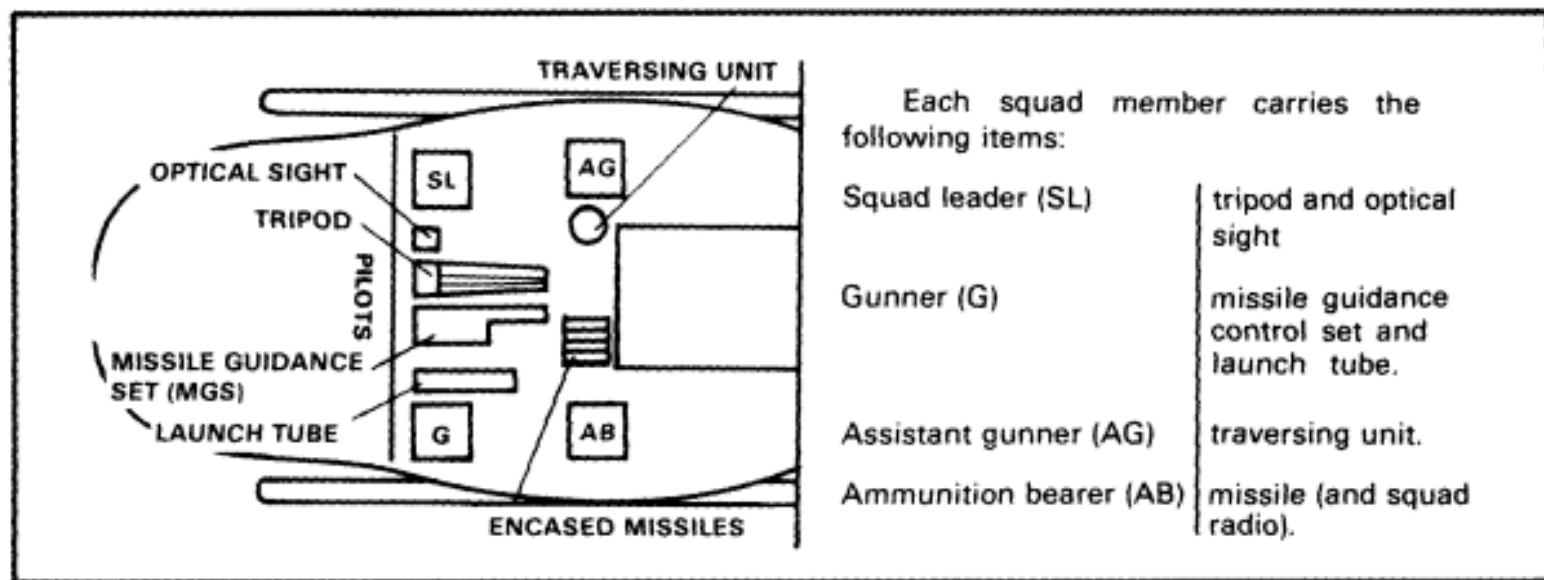 TRAVERSING UNIT
OPTICAL SIGHT
SL
AG
TRIPOD
PILOTS
MISSILE GUIDANCE
SET (MGS)
LAUNCH TUBE
G
AB
ENCASED MISSILES
Each squad member carries the
following items:
Squad leader (SL)
tripod and optical
sight
Gunner (G)
missile guidance
control set and
launch tube.
Assistant gunner (AG)
traversing unit.
Ammunition bearer (AB)
missile (and squad
radio).